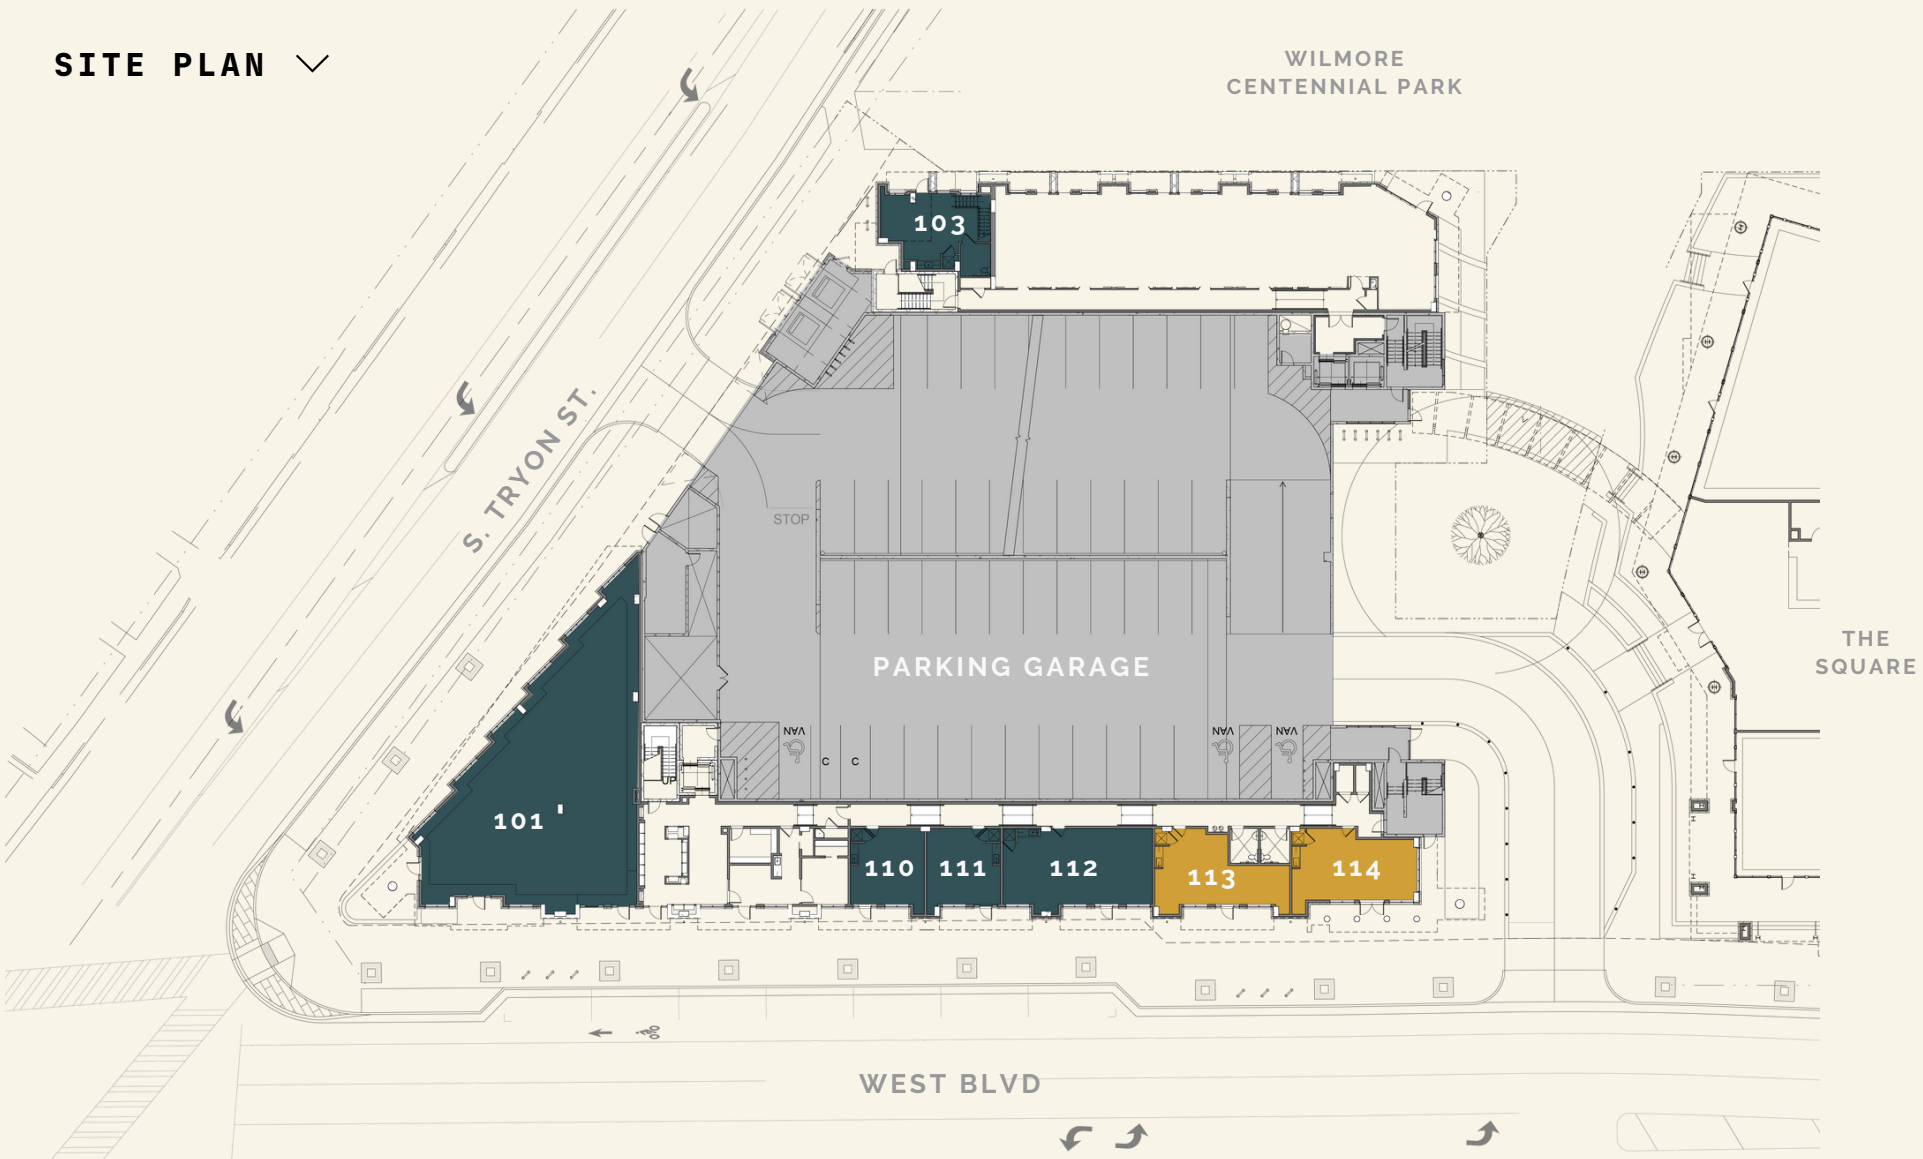 SITE PLAN
WILMORE
CENTENNIAL PARK
103
S. TRYON ST.
STOP
THE
SQUARE
PARKING GARAGE
VAN
VAN
VAN
C
C
101
110
111
112
113
114
WEST BLVD